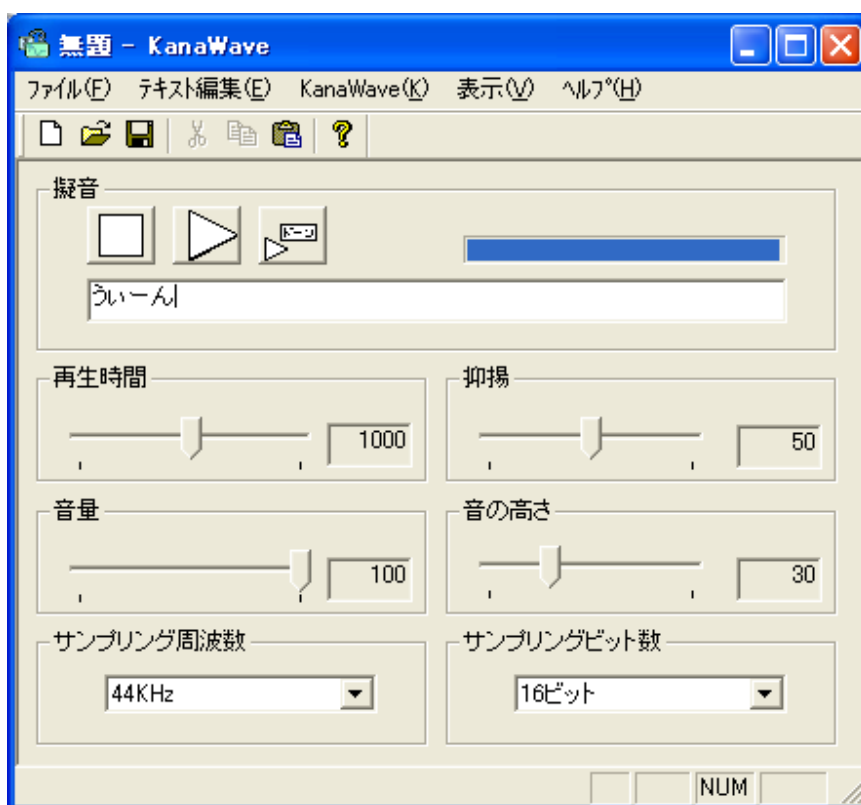 無題 - KanaWave
ファイル(F) テキスト編集(E) KanaWave(K) 表示(V) ヘルプ(H)
擬音
ドーン
うぃーん
再生時間 抑揚
1000 50
音量 音の高さ
100 30
サンプリング周波数 サンプリングビット数
44KHz 16ビット
NUM